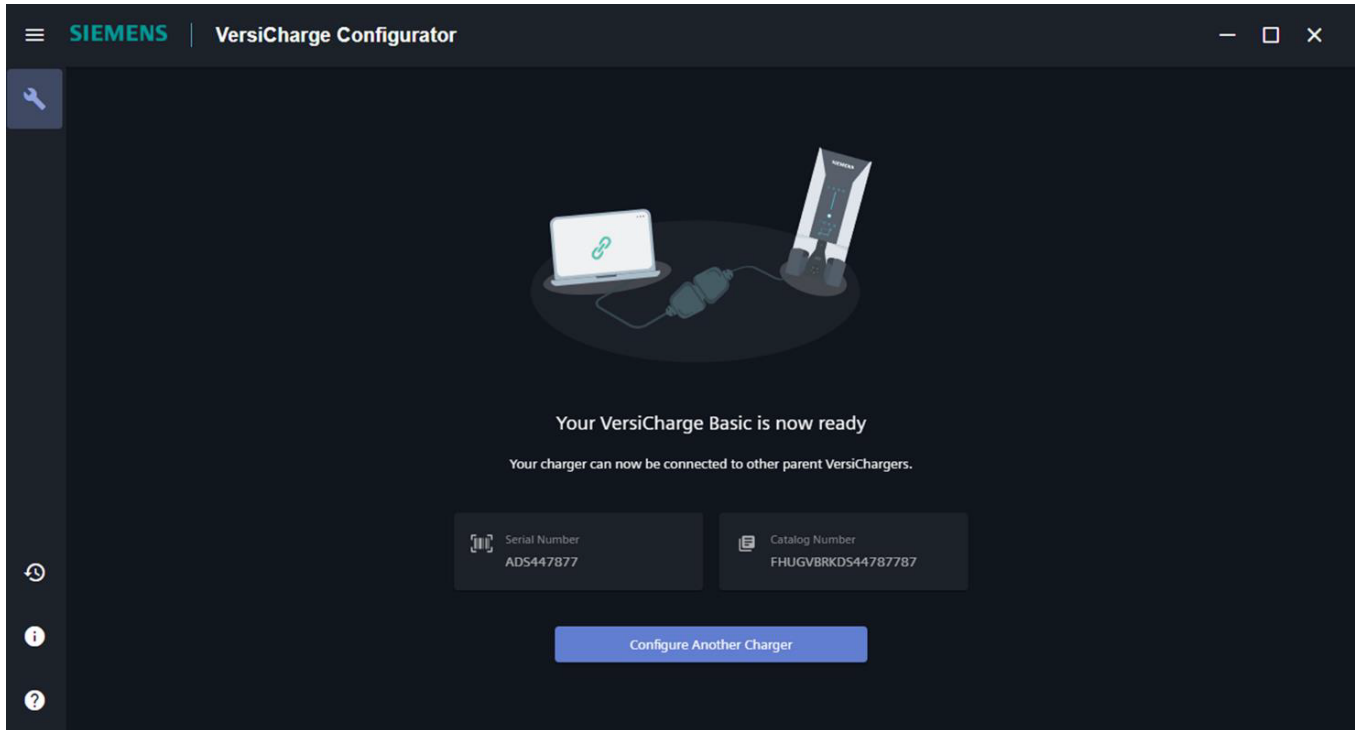 SIEMENS
VersiCharge Configurator
SIEMENS
Your VersiCharge Basic is now ready
Your charger can now be connected to other parent VersiChargers.
Serial Number
ADS447877
Catalog Number
FHUGVBRKDS44787787
Configure Another Charger